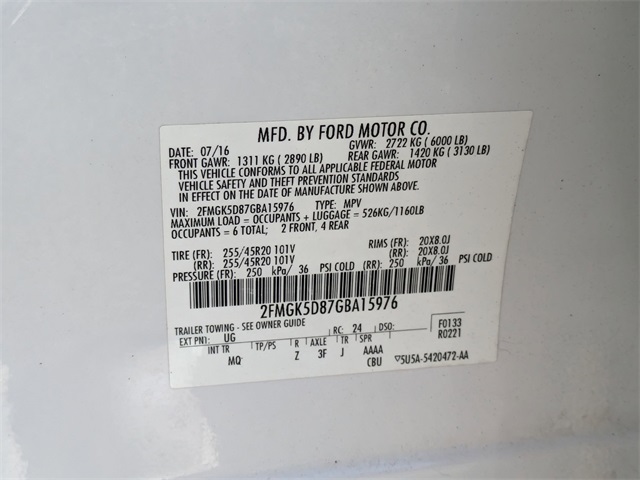 MFD. BY FORD MOTOR CO.
DATE: 07/16 GVWR: 2722 KG ( 6000 LB)
FRONT GAWR: 1311 KG ( 2890 LB) REAR GAWR: 1420 KG ( 3130 LB)
THIS VEHICLE CONFORMS TO ALL APPLICABLE FEDERAL MOTOR
VEHICLE SAFETY AND THEFT PREVENTION STANDARDS
IN EFFECT ON THE DATE OF MANUFACTURE SHOWN ABOVE.
VIN: 2FMGK5D87GBA15976 TYPE: MPV
MAXIMUM LOAD = OCCUPANTS + LUGGAGE = 526KG/1160LB
OCCUPANTS = 6 TOTAL; 2 FRONT, 4 REAR
TIRE (FR): 255/45R20 101V RIMS (FR): 20X8.0J
(RR): 255/45R20 101V (RR): 20X8.0J
PRESSURE (FR): 250 kPa/ 36 PSI COLD (RR): 250 kPa/ 36 PSI COLD
2FMGK5D87GBA15976
TRAILER TOWING - SEE OWNER GUIDE
EXT PNT: UG RC: 24 DSO: F0133
R0221
INT TR TP/PS R AXLE TR SPR
MQ Z 3F J AAAA
CBU ▽SU5A-5420472-AA